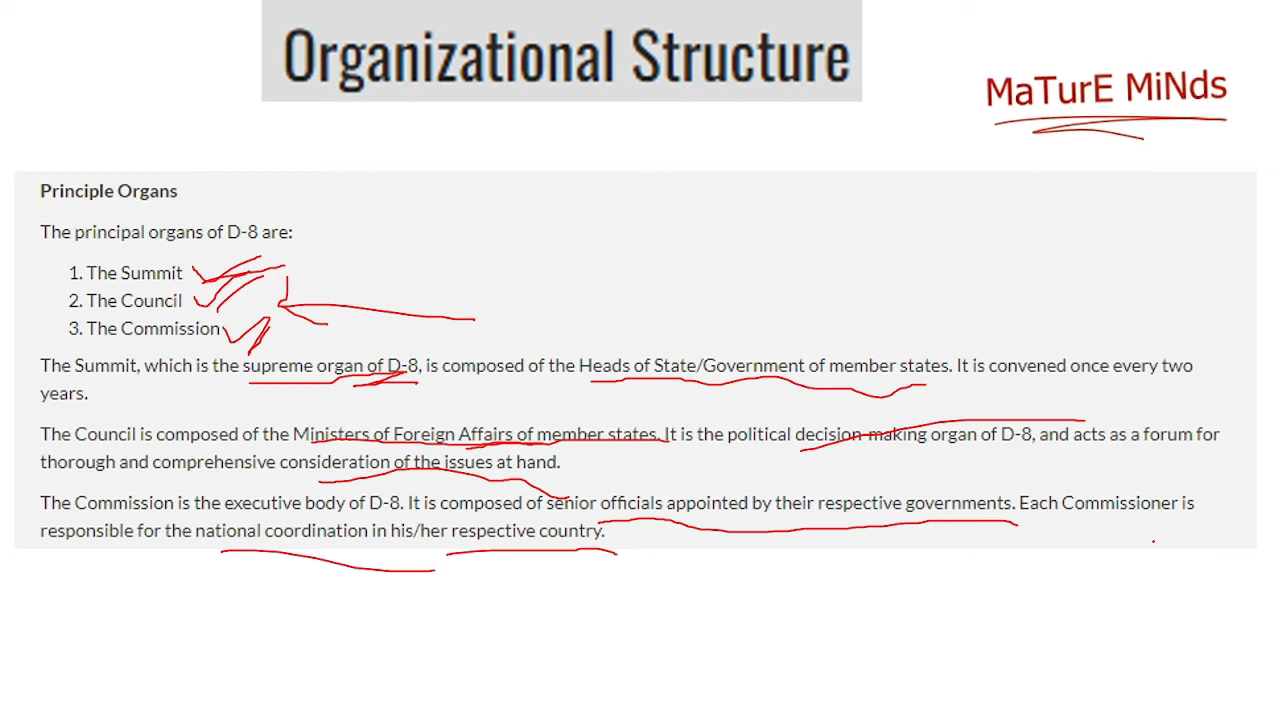 Organizational Structure
MaTurE MiNds
Principle Organs
The principal organs of D-8 are:
1. The Summit
2. The Council
3. The Commission
The Summit, which is the supreme organ of D-8, is composed of the Heads of State/Government of member states. It is convened once every two
years.
The Council is composed of the Ministers of Foreign Affairs of member states. It is the political decision-making organ of D-8, and acts as a forum for
thorough and comprehensive consideration of the issues at hand.
The Commission is the executive body of D-8. It is composed of senior officials appointed by their respective governments. Each Commissioner is
responsible for the national coordination in his/her respective country.